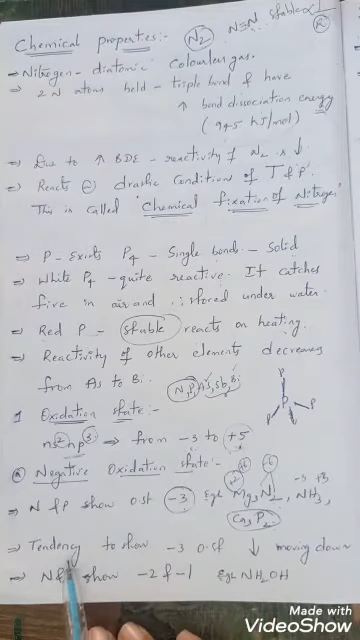 Chemical properties:- N2 N≡N stable ∝ 1/R
⇒ Nitrogen - diatomic colourless gas.
⇒ 2 N atoms held - triple bond & have
↑ bond dissociation energy
(945 kJ/mol)
⇒ Due to ↑ BDE - reactivity of N2 is ↓
⇒ Reacts @ drastic condition of T & P.
This is called 'Chemical fixation of Nitrogen'
⇒ P - Exists P4 - Single bonds - Solid
⇒ White P4 - quite reactive. It catches
fire in air and ∴ stored under water.
⇒ Red P - stable reacts on heating.
⇒ Reactivity of other elements decreases
from As to Bi. N, P, As, Sb, Bi
P
P
P
1 Oxidation state:-
ns2 np3 ⇒ from -3 to +5
@ Negative Oxidation state:-
⇒ N & P show O.st -3 Eg: Mg3N2, NH3,
Ca3P2
⇒ Tendency to show -3 O.st ↓ moving down
⇒ N & show -2 & -1 Eg: NH2OH
Made with
VideoShow